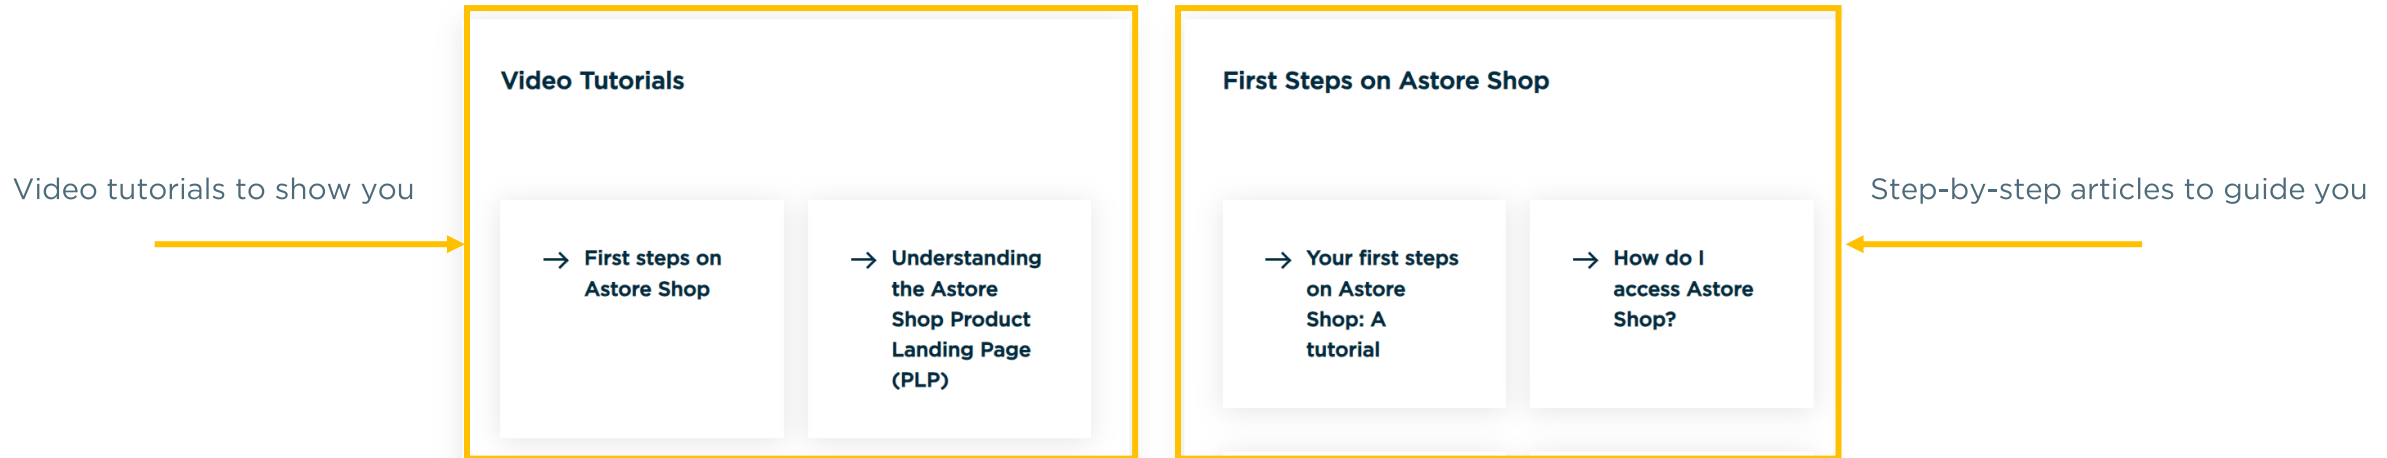 Video tutorials to show you
Video Tutorials
→ First steps on
Astore Shop
→ Understanding
the Astore
Shop Product
Landing Page
(PLP)
First Steps on Astore Shop
→ Your first steps
on Astore
Shop: A
tutorial
→ How do I
access Astore
Shop?
Step-by-step articles to guide you